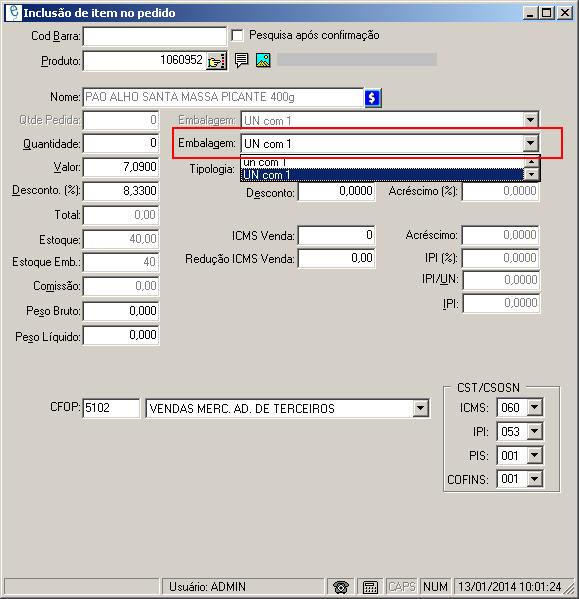 Inclusão de item no pedido
Cod Barra: Pesquisa após confirmação
Produto: 1060952
Nome: PAO ALHO SANTA MASSA PICANTE 400g $
Qtde Pedida: 0 Embalagem: UN com 1
Quantidade: 0 Embalagem: UN com 1
un com 1
Valor: 7,0900 Tipologia: UN com 1
Desconto. (%): 8,3300 Desconto: 0,0000 Acréscimo (%): 0,0000
Total: 0,00
Estoque: 40,00 ICMS Venda: 0 Acréscimo: 0,0000
Estoque Emb.: 40 Redução ICMS Venda: 0,00 IPI (%): 0,0000
Comissão: 0,00 IPI/UN: 0,0000
Peso Bruto: 0,000 IPI: 0,0000
Peso Líquido: 0,000
CST/CSOSN
CFOP: 5102 VENDAS MERC. AD. DE TERCEIROS ICMS: 060
IPI: 053
PIS: 001
COFINS: 001
Usuário: ADMIN CAPS NUM 13/01/2014 10:01:24